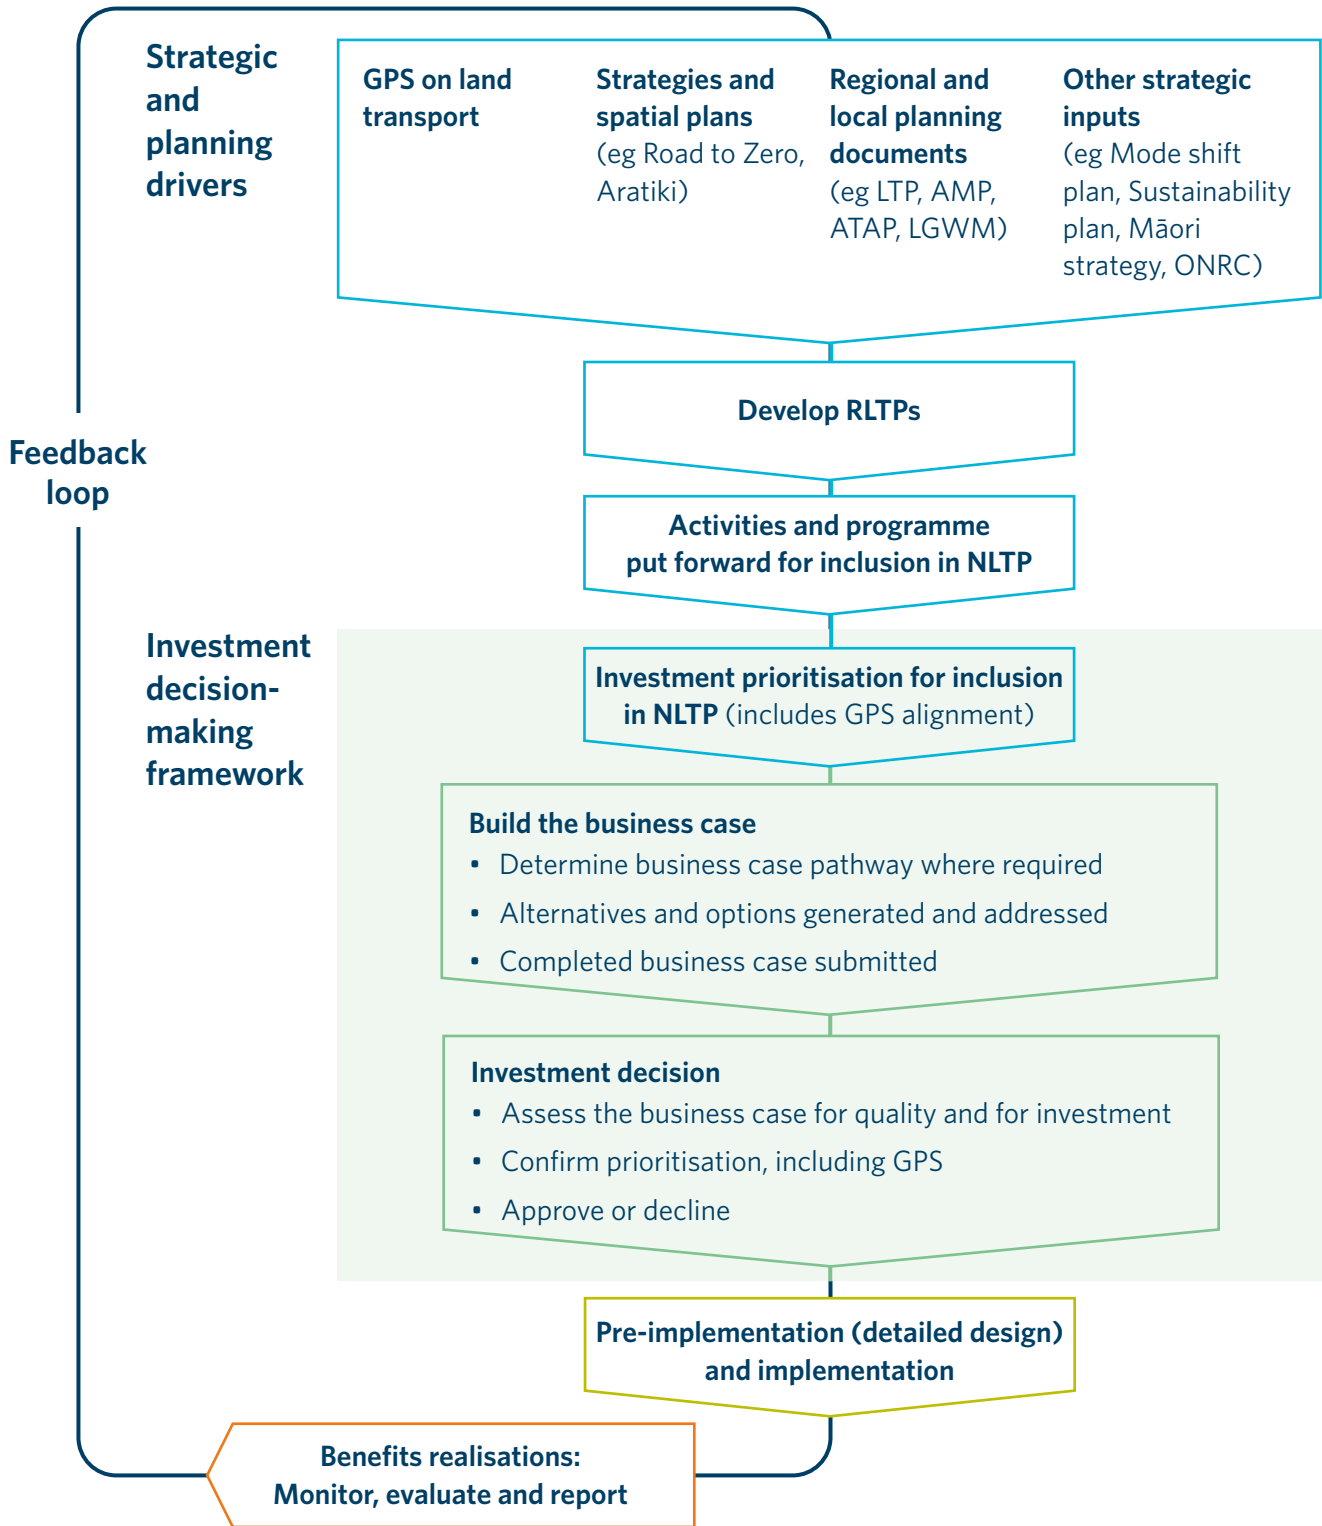 Strategic
and
planning
drivers
GPS on land
transport
Strategies and
spatial plans
(eg Road to Zero,
Aratiki)
Regional and
local planning
documents
(eg LTP, AMP,
ATAP, LGWM)
Other strategic
inputs
(eg Mode shift
plan, Sustainability
plan, Māori
strategy, ONRC)
Develop RLTPs
Feedback
loop
Activities and programme
put forward for inclusion in NLTP
Investment
decision-
making
framework
Investment prioritisation for inclusion
in NLTP (includes GPS alignment)
Build the business case
• Determine business case pathway where required
• Alternatives and options generated and addressed
• Completed business case submitted
Investment decision
• Assess the business case for quality and for investment
• Confirm prioritisation, including GPS
• Approve or decline
Pre-implementation (detailed design)
and implementation
Benefits realisations:
Monitor, evaluate and report